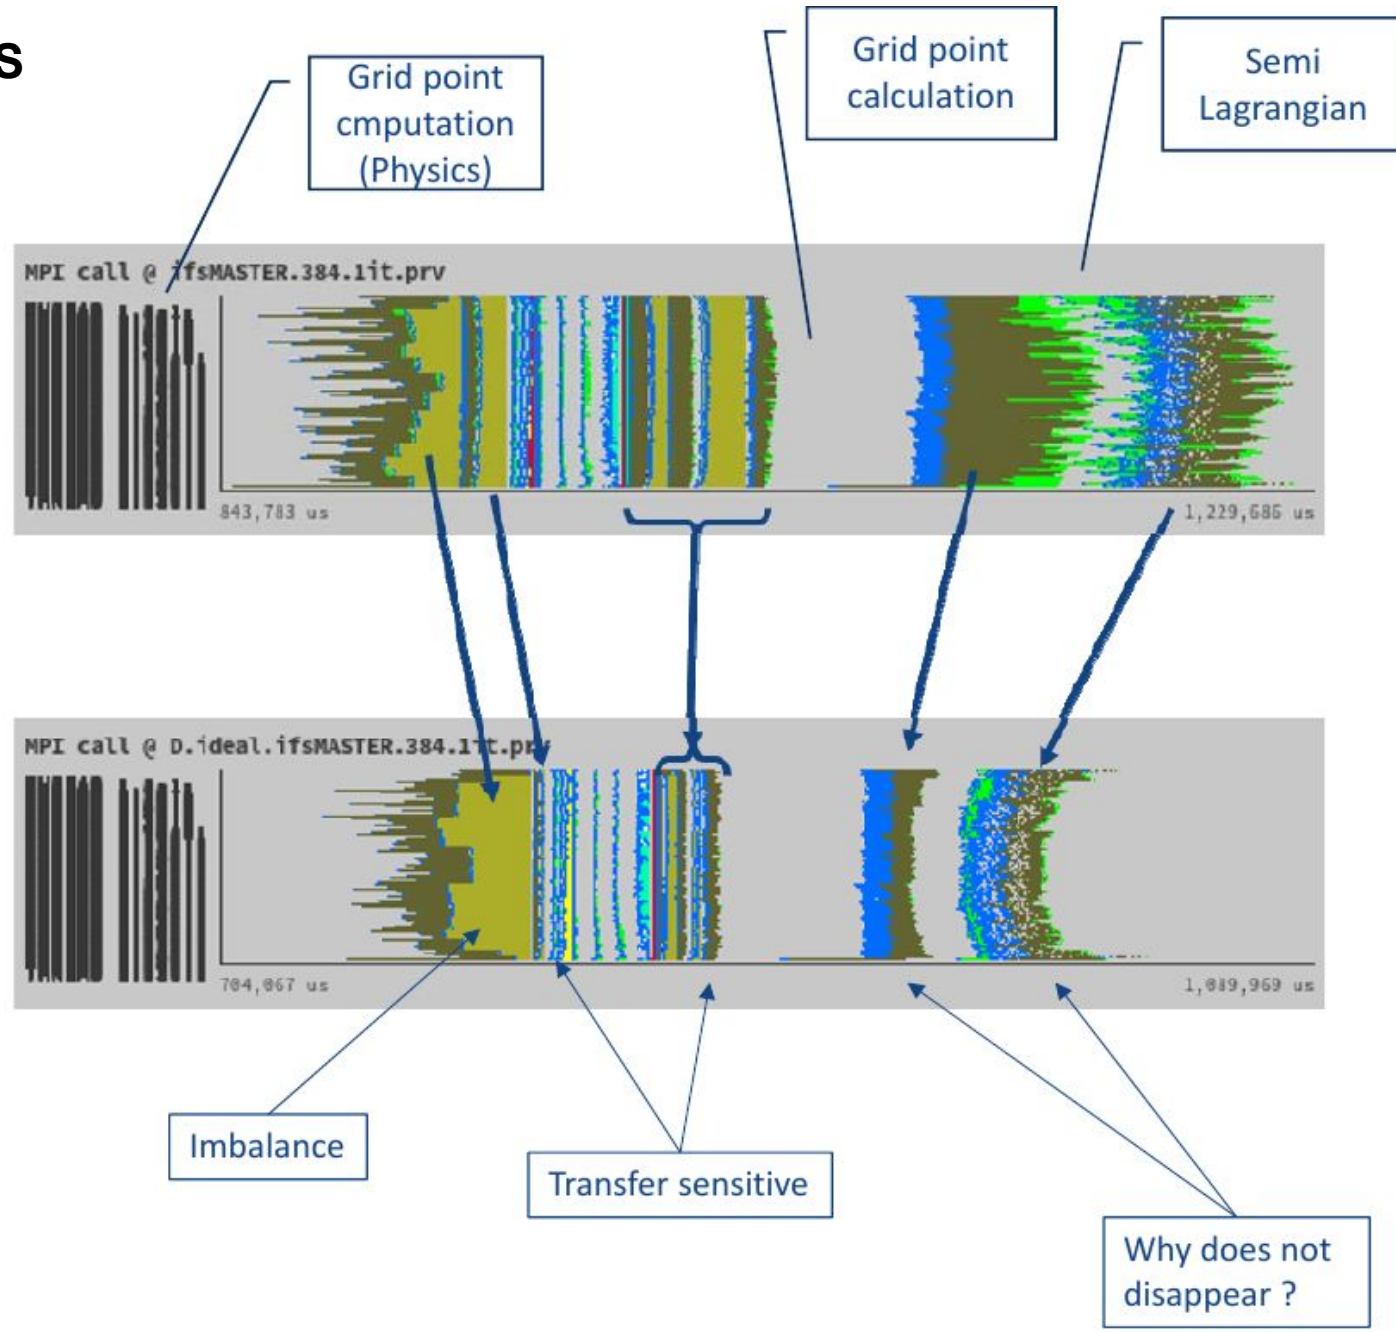 s
Grid point
cmputation
(Physics)
Grid point
calculation
Semi
Lagrangian
MPI call @ ifsMASTER.384.1it.prv
843,783 us
1,229,686 us
MPI call @ D.ideal.ifsMASTER.384.1it.prv
704,067 us
1,089,969 us
Imbalance
Transfer sensitive
Why does not
disappear ?